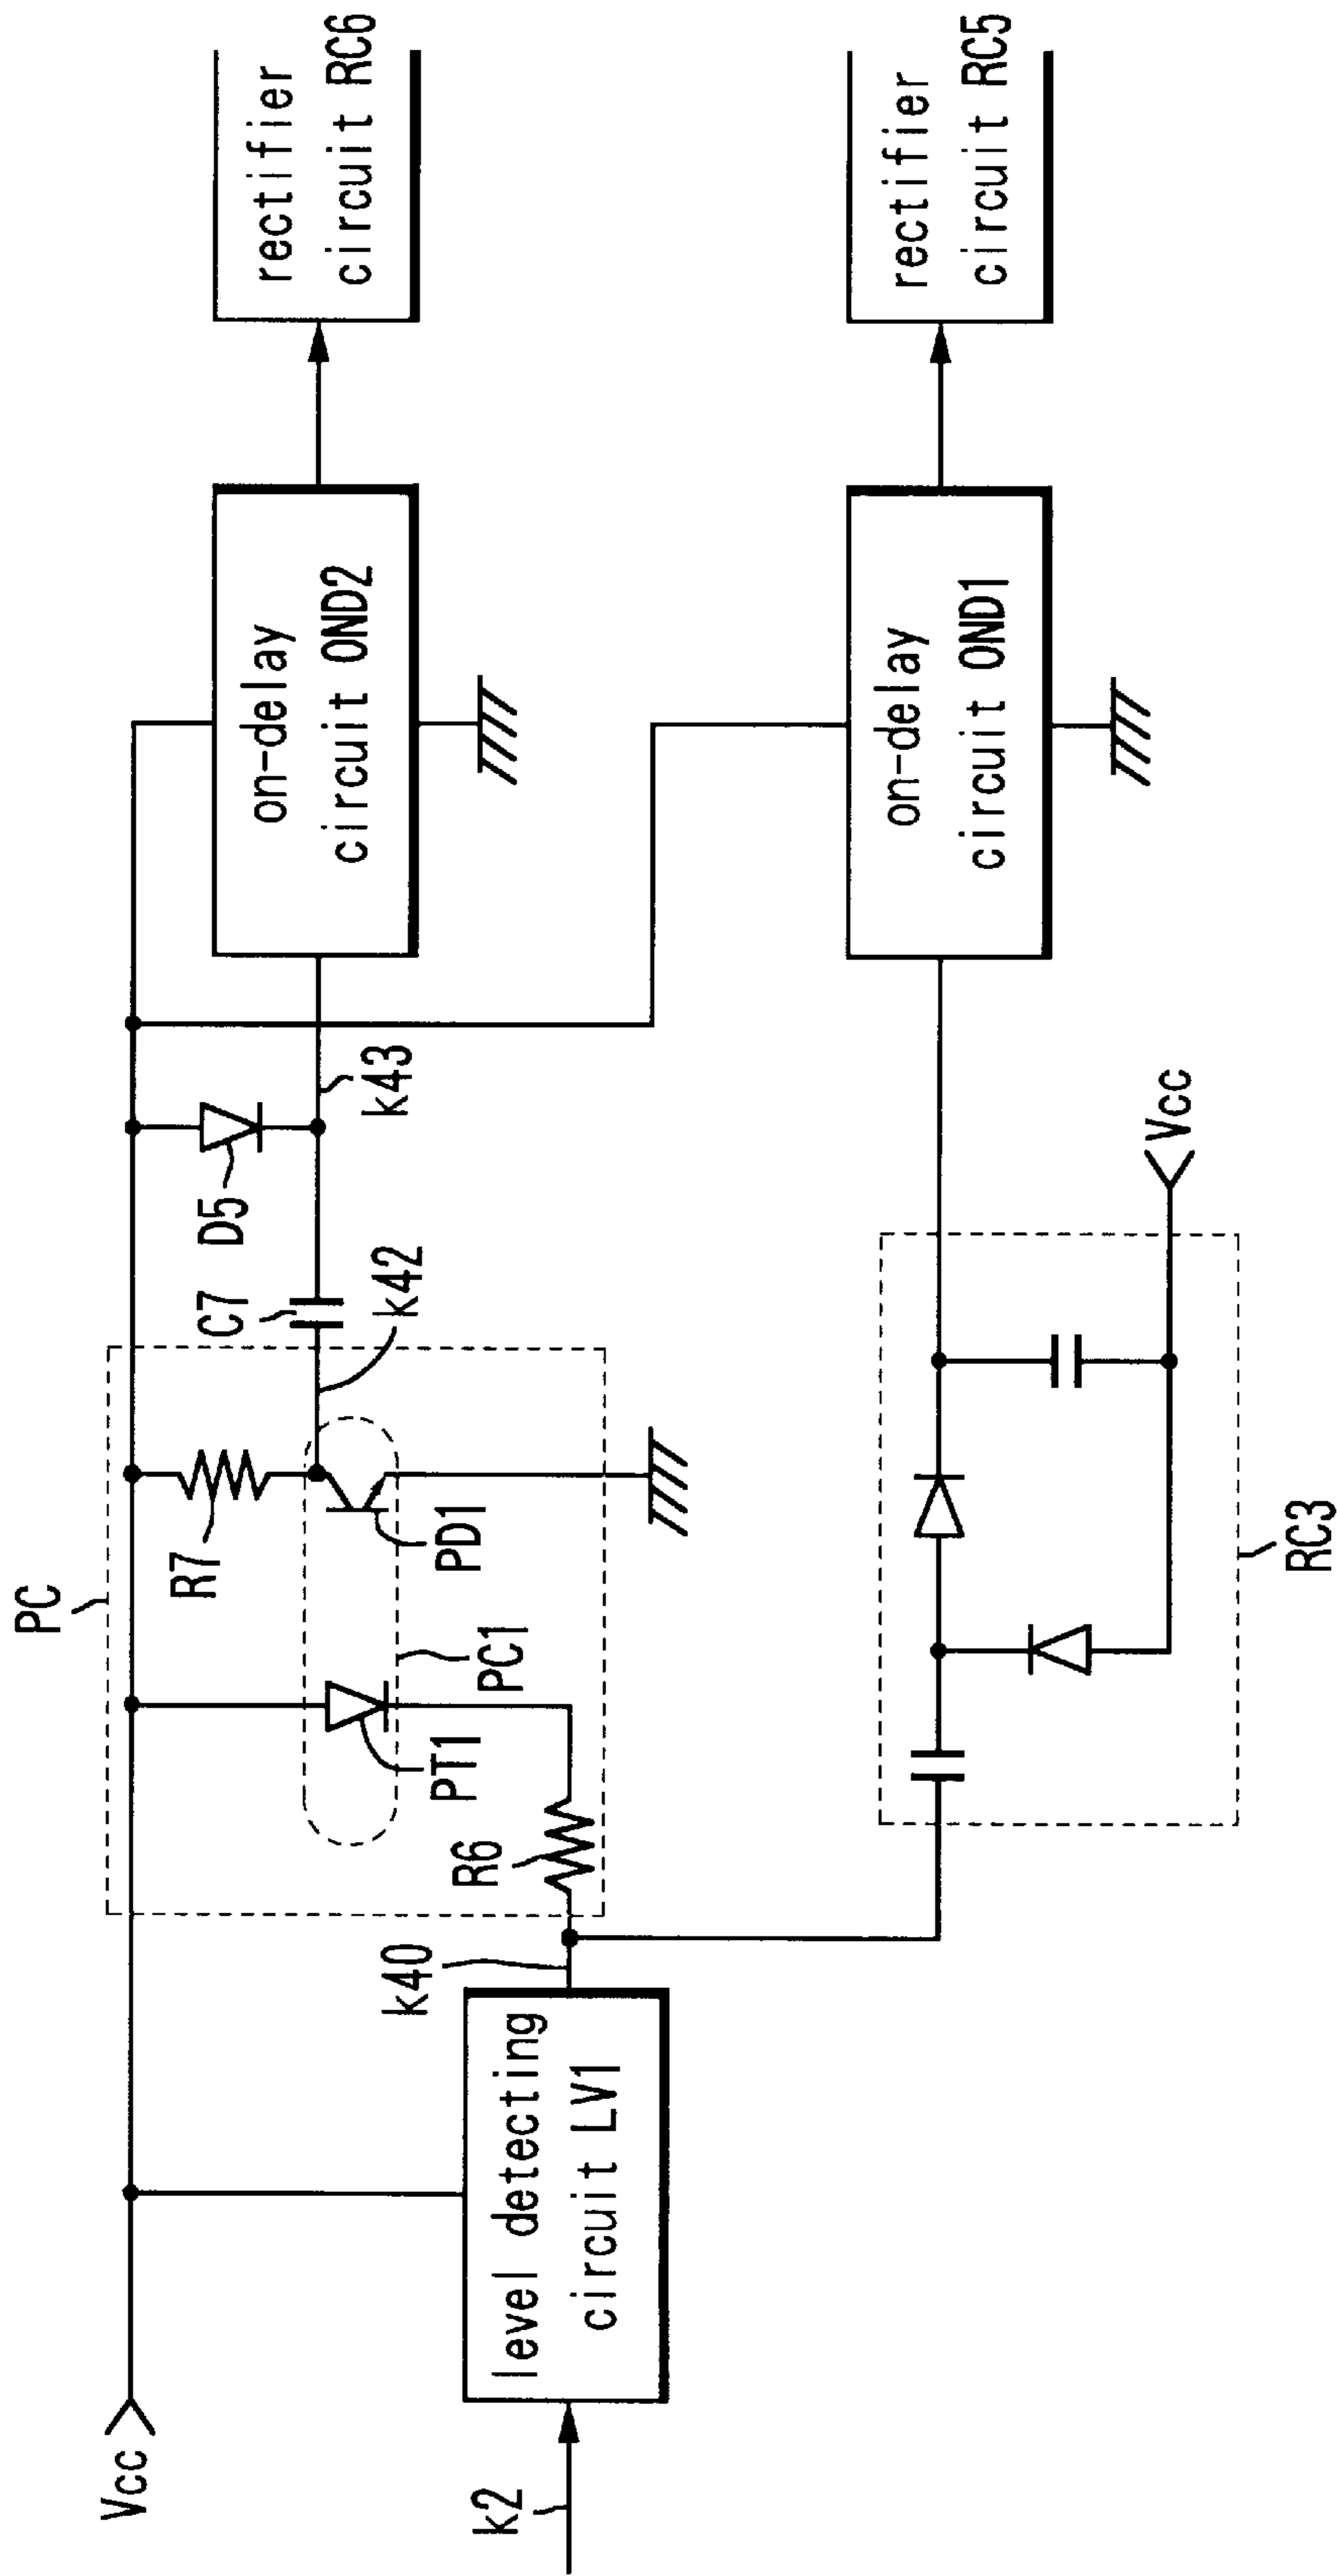 Vcc
PC
R7
D5
C7
k42
k43
on-delay
circuit OND2
rectifier
circuit RC6
PT1
PC1
PD1
R6
k40
k2
level detecting
circuit LV1
RC3
Vcc
on-delay
circuit OND1
rectifier
circuit RC5